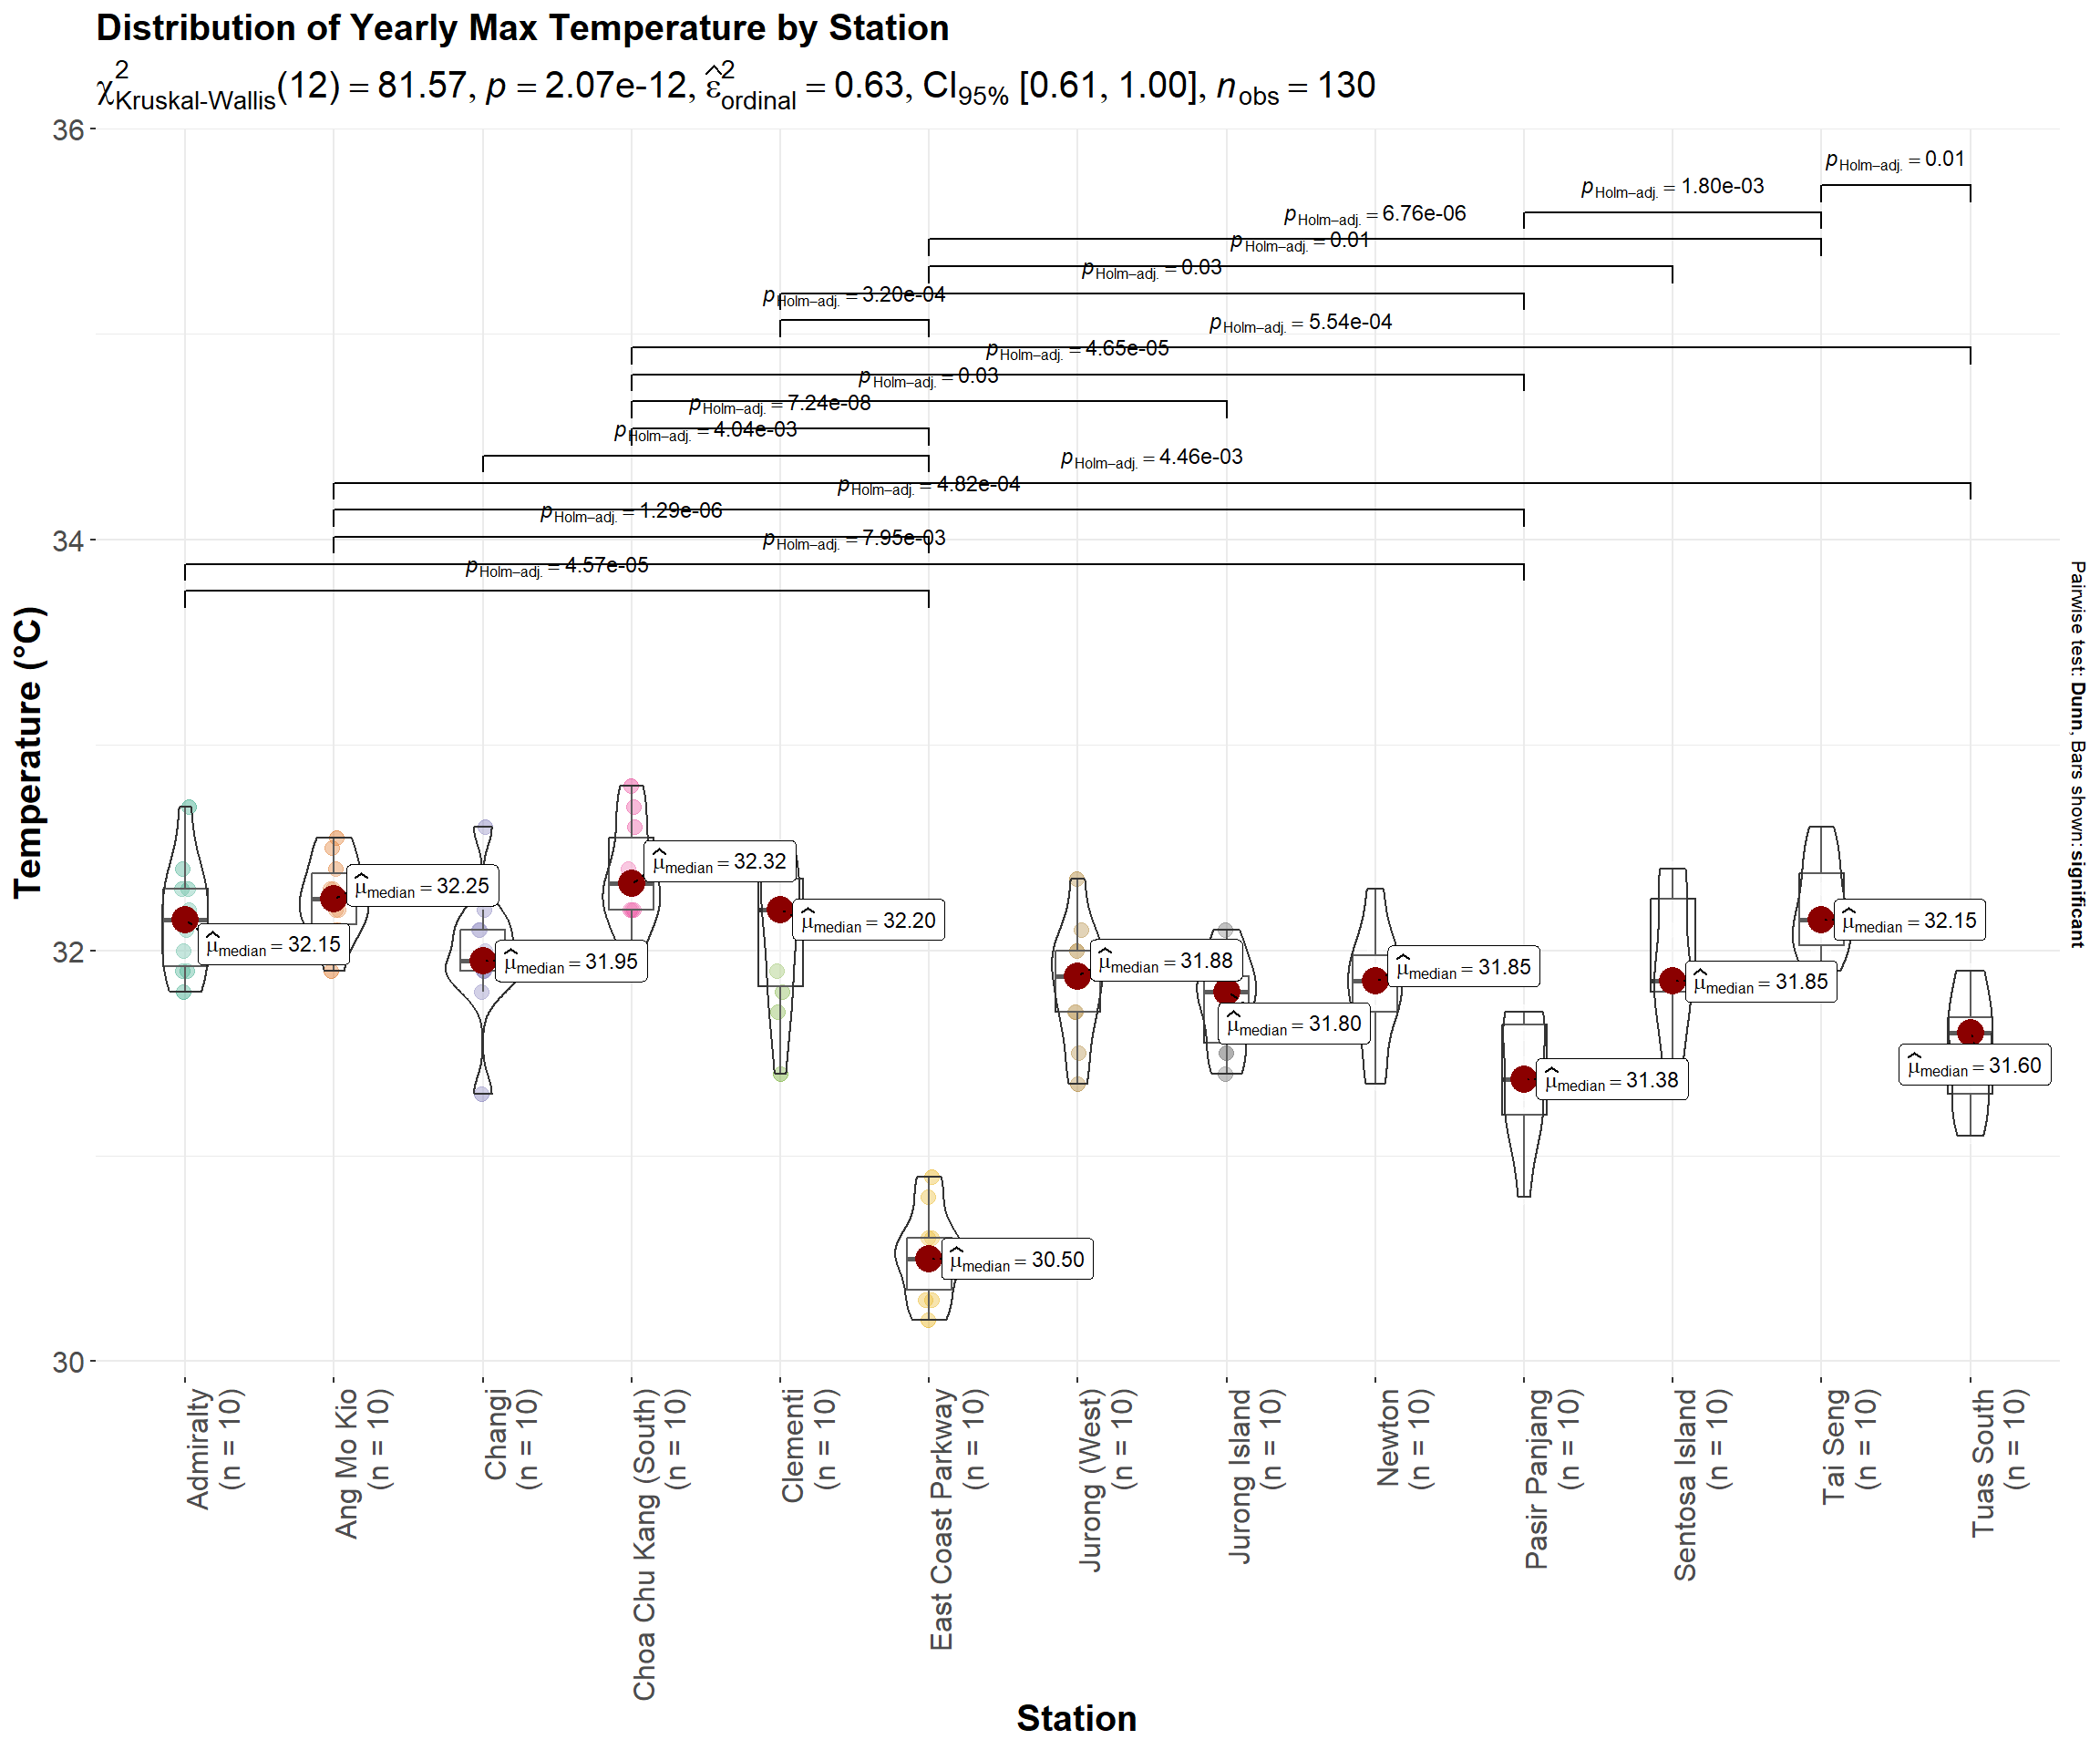 Distribution of Yearly Max Temperature by Station
χ²Kruskal-Wallis(12) = 81.57, p = 2.07e-12, ε̂²ordinal = 0.63, CI95% [0.61, 1.00], nobs = 130
36
34
32
30
Temperature (°C)
pHolm–adj. = 0.01
pHolm–adj. = 1.80e-03
pHolm–adj. = 6.76e-06
pHolm–adj. = 0.01
pHolm–adj. = 0.03
pHolm–adj. = 3.20e-04
pHolm–adj. = 5.54e-04
pHolm–adj. = 4.65e-05
pHolm–adj. = 0.03
pHolm–adj. = 7.24e-08
pHolm–adj. = 4.04e-03
pHolm–adj. = 4.46e-03
pHolm–adj. = 4.82e-04
pHolm–adj. = 1.29e-06
pHolm–adj. = 7.95e-03
pHolm–adj. = 4.57e-05
μ̂median = 32.15
μ̂median = 32.25
μ̂median = 31.95
μ̂median = 32.32
μ̂median = 32.20
μ̂median = 30.50
μ̂median = 31.88
μ̂median = 31.80
μ̂median = 31.85
μ̂median = 31.38
μ̂median = 31.85
μ̂median = 32.15
μ̂median = 31.60
Pairwise test: Dunn, Bars shown: significant
Admiralty
(n = 10)
Ang Mo Kio
(n = 10)
Changi
(n = 10)
Choa Chu Kang (South)
(n = 10)
Clementi
(n = 10)
East Coast Parkway
(n = 10)
Jurong (West)
(n = 10)
Jurong Island
(n = 10)
Newton
(n = 10)
Pasir Panjang
(n = 10)
Sentosa Island
(n = 10)
Tai Seng
(n = 10)
Tuas South
(n = 10)
Station